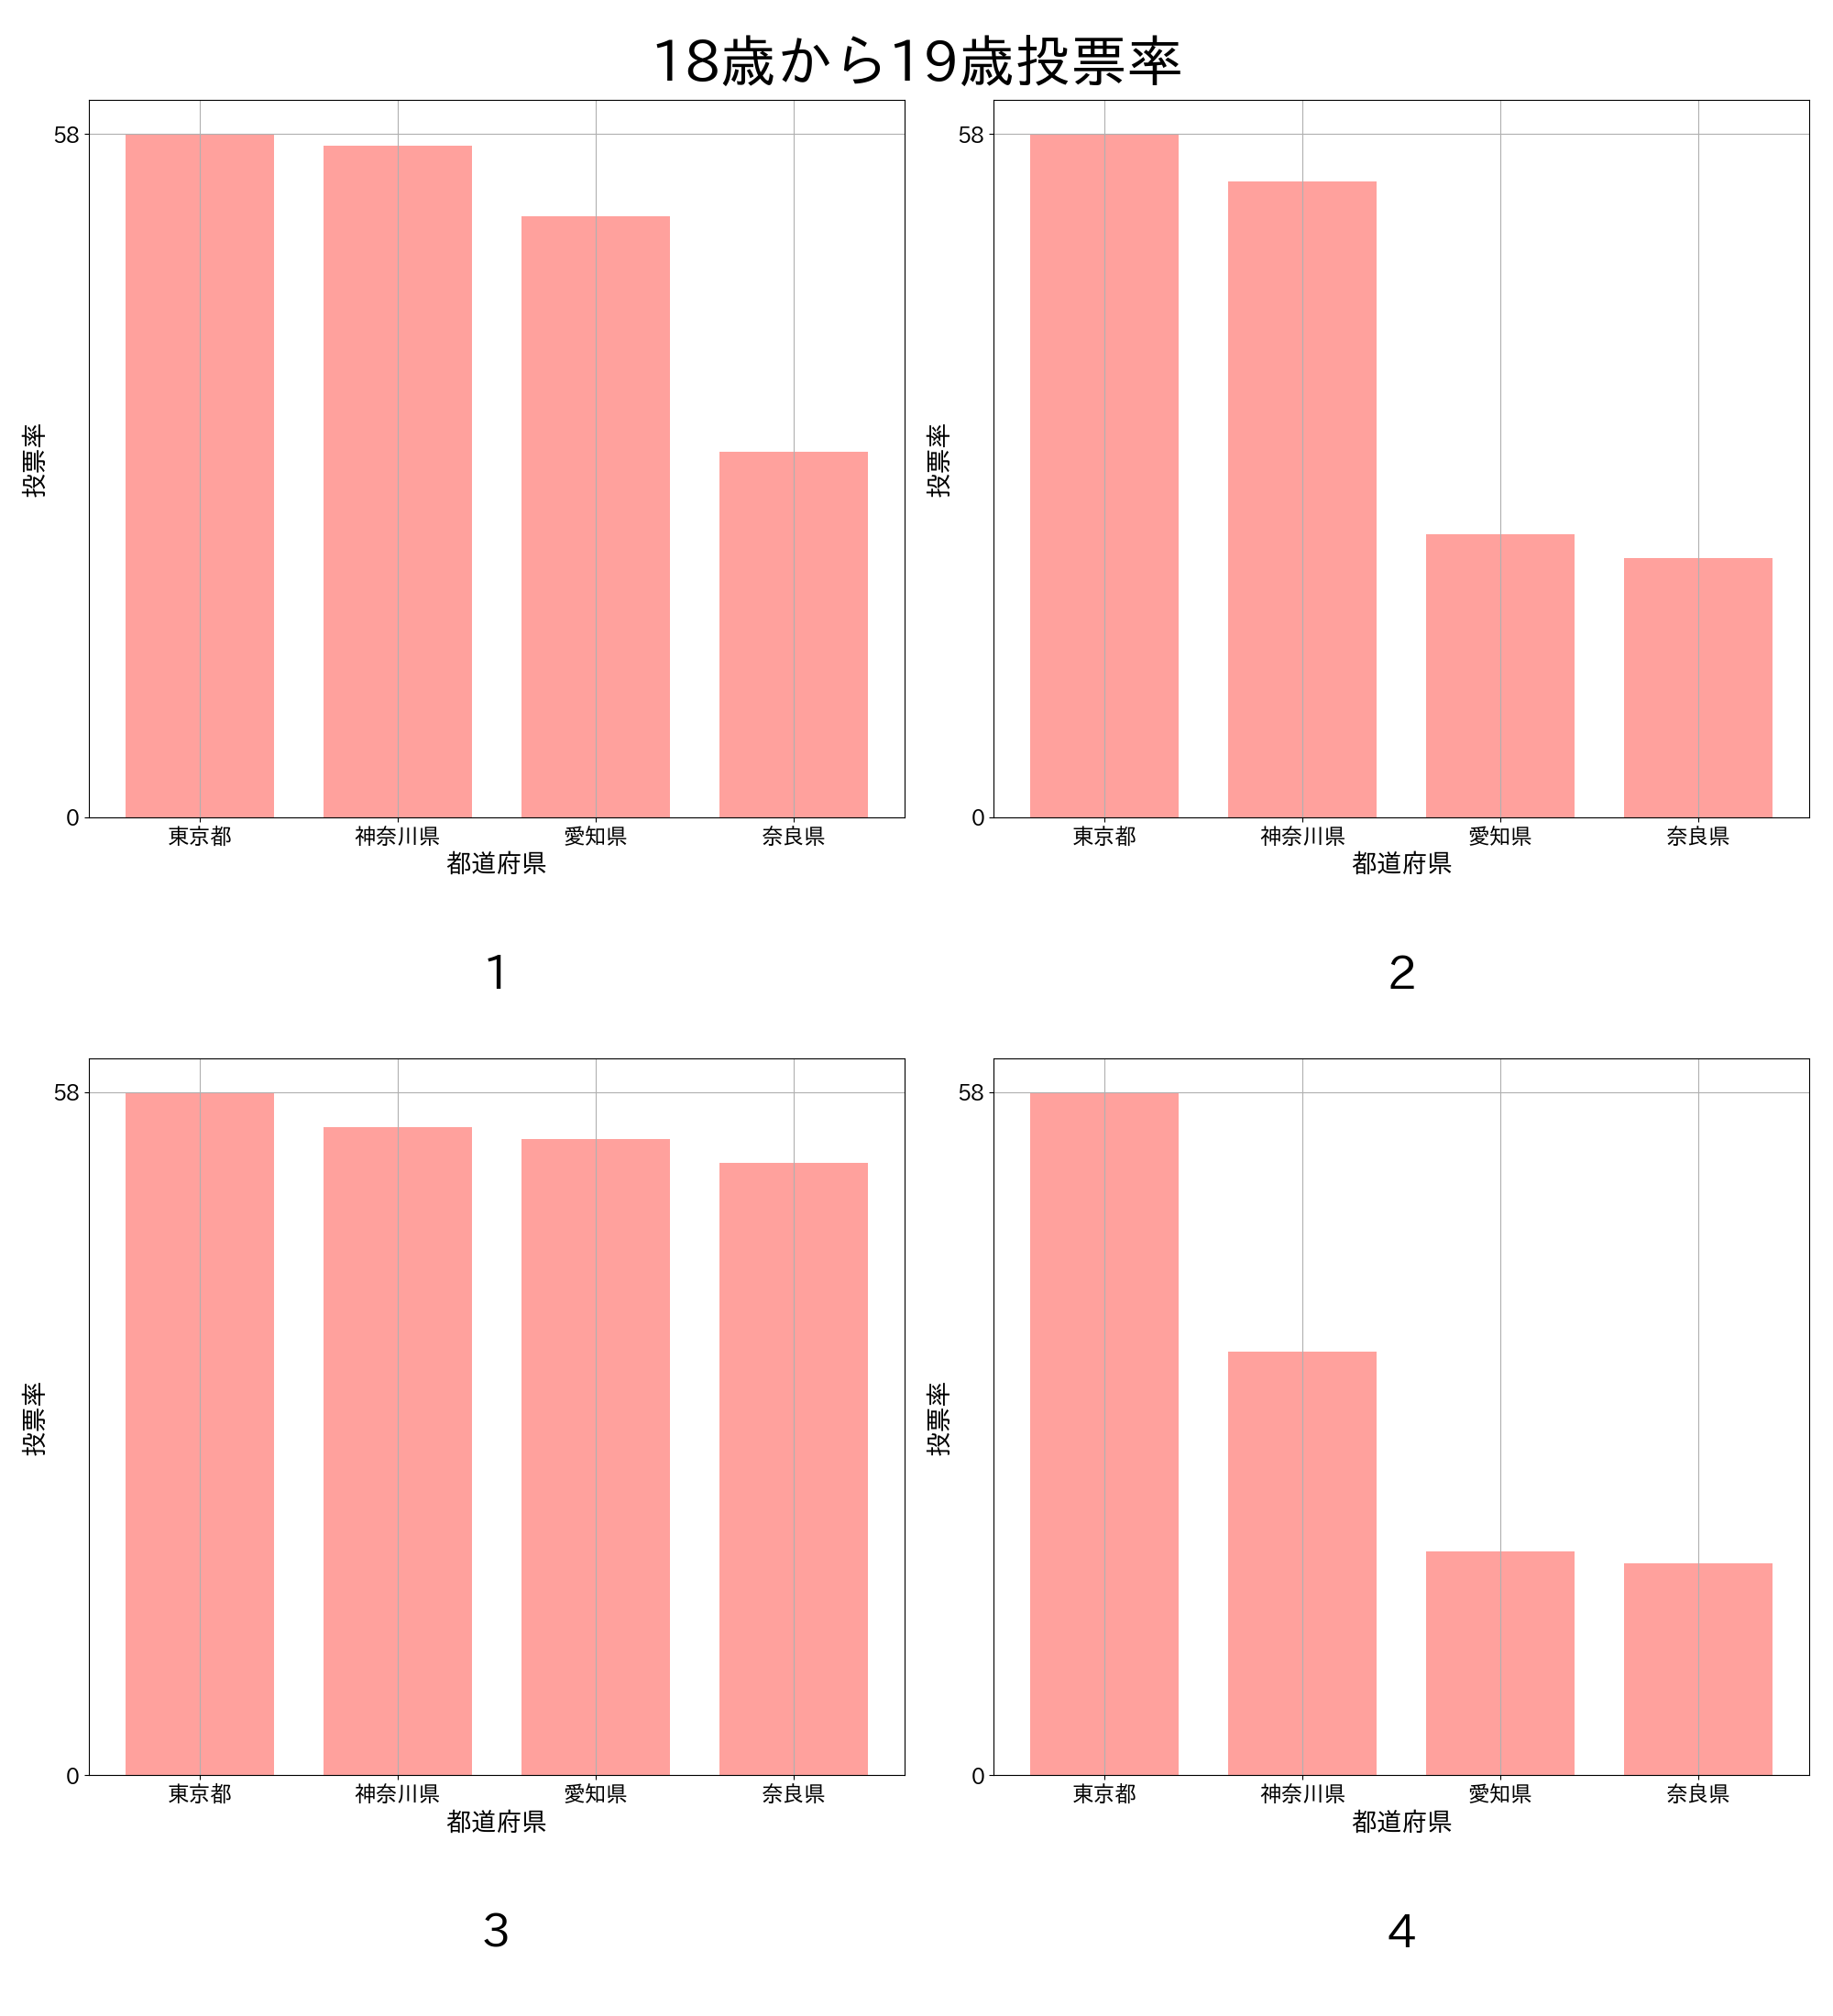 18歳から19歳投票率
58
0
投票率
東京都 神奈川県 愛知県 奈良県
都道府県
1
58
0
投票率
東京都 神奈川県 愛知県 奈良県
都道府県
2
58
0
投票率
東京都 神奈川県 愛知県 奈良県
都道府県
3
58
0
投票率
東京都 神奈川県 愛知県 奈良県
都道府県
4